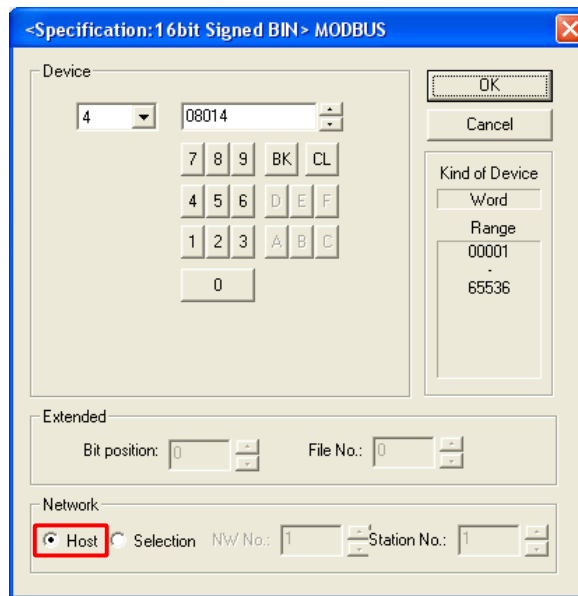 <Specification:16bit Signed BIN> MODBUS
Device
4
08014
OK
Cancel
7 8 9 BK CL
4 5 6 D E F
1 2 3 A B C
0
Kind of Device
Word
Range
00001
-
65536
Extended
Bit position: 0
File No.: 0
Network
Host Selection NW No.: 1 Station No.: 1